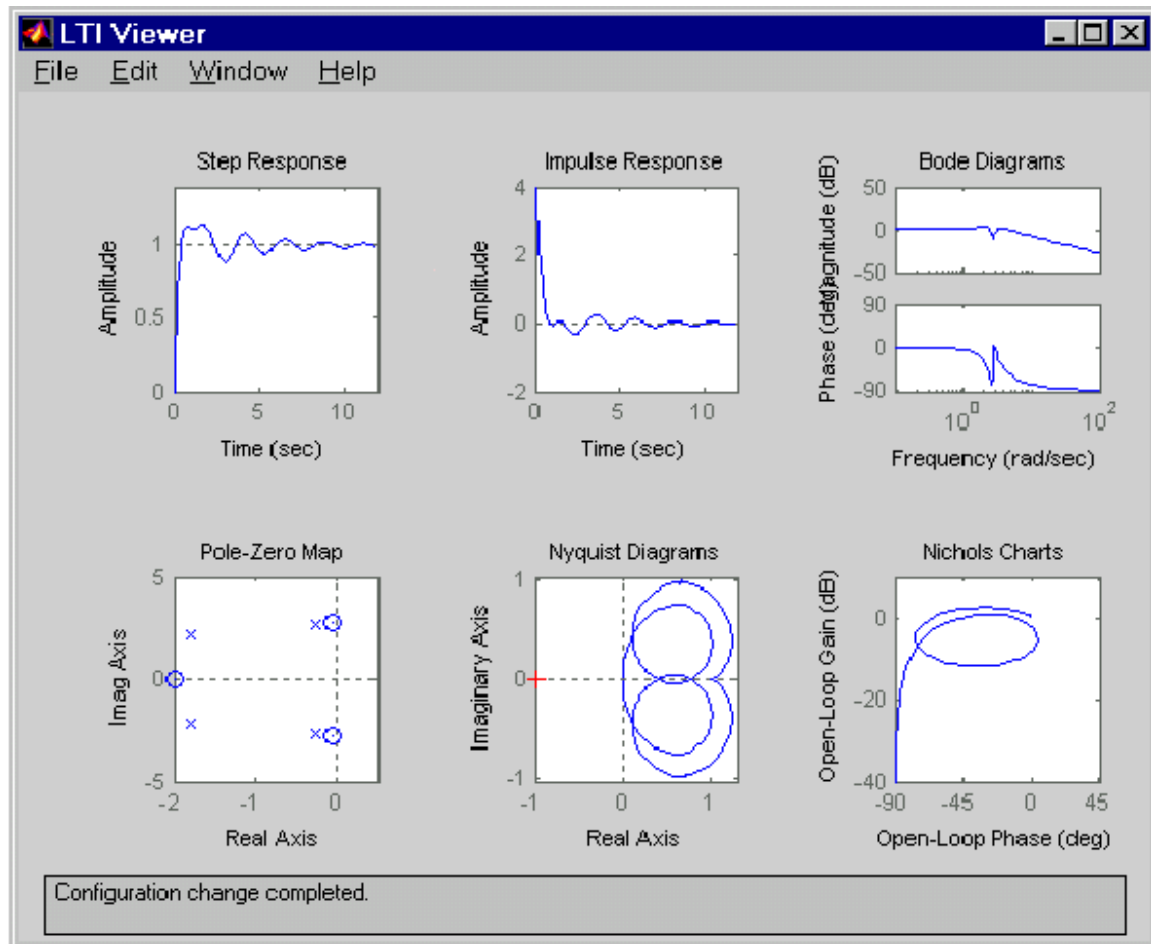 LTI Viewer
File Edit Window Help
Step Response
Amplitude
1
0.5
0
0 5 10
Time (sec)
Impulse Response
Amplitude
4
2
0
-2
0 5 10
Time (sec)
Bode Diagrams
Phase (deg)
Magnitude (dB)
50
0
-50
90
0
-90
10^0 10^2
Frequency (rad/sec)
Pole-Zero Map
Imag Axis
5
0
-5
-2 -1 0
Real Axis
Nyquist Diagrams
Imaginary Axis
1
0
-1
-1 0 1
Real Axis
Nichols Charts
Open-Loop Gain (dB)
0
-20
-40
-90 -45 0 45
Open-Loop Phase (deg)
Configuration change completed.